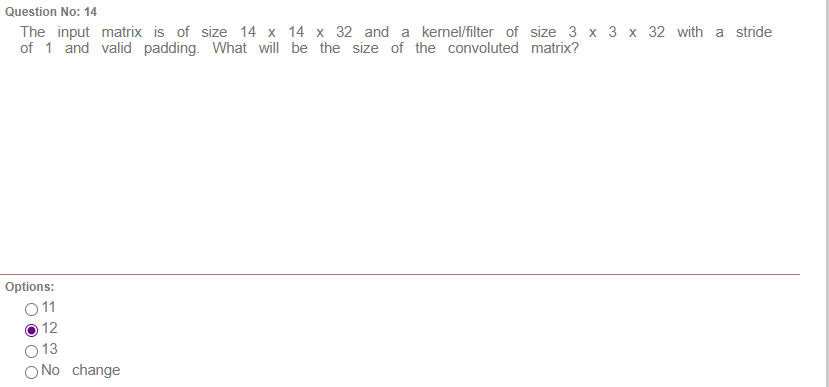 Question No: 14
The input matrix is of size 14 x 14 x 32 and a kernel/filter of size 3 x 3 x 32 with a stride
of 1 and valid padding. What will be the size of the convoluted matrix?
Options:
11
12
13
No change